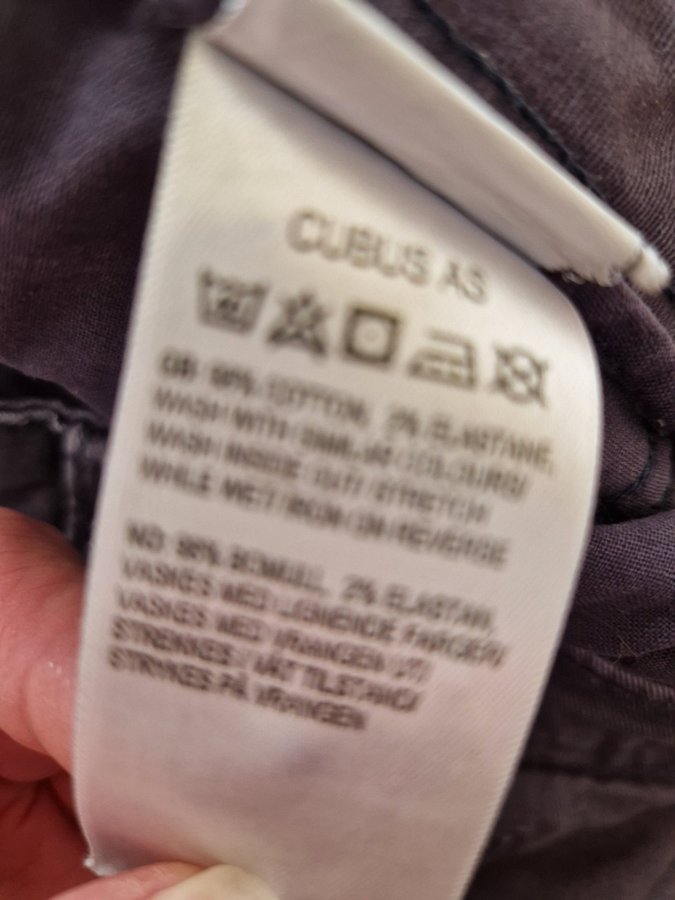 CUBUS AS
GB: 98% COTTON, 2% ELASTANE,
WASH WITH SIMILAR COLOURS/
WASH INSIDE OUT/ STRETCH
WHILE WET/ IRON ON REVERSE
NO: 98% BOMULL, 2% ELASTAN,
VASKES MED LIGNENDE FARGER/
VASKES MED VRANGEN UT/
STREKKES I VÅT TILSTAND/
STRYKES PÅ VRANGEN